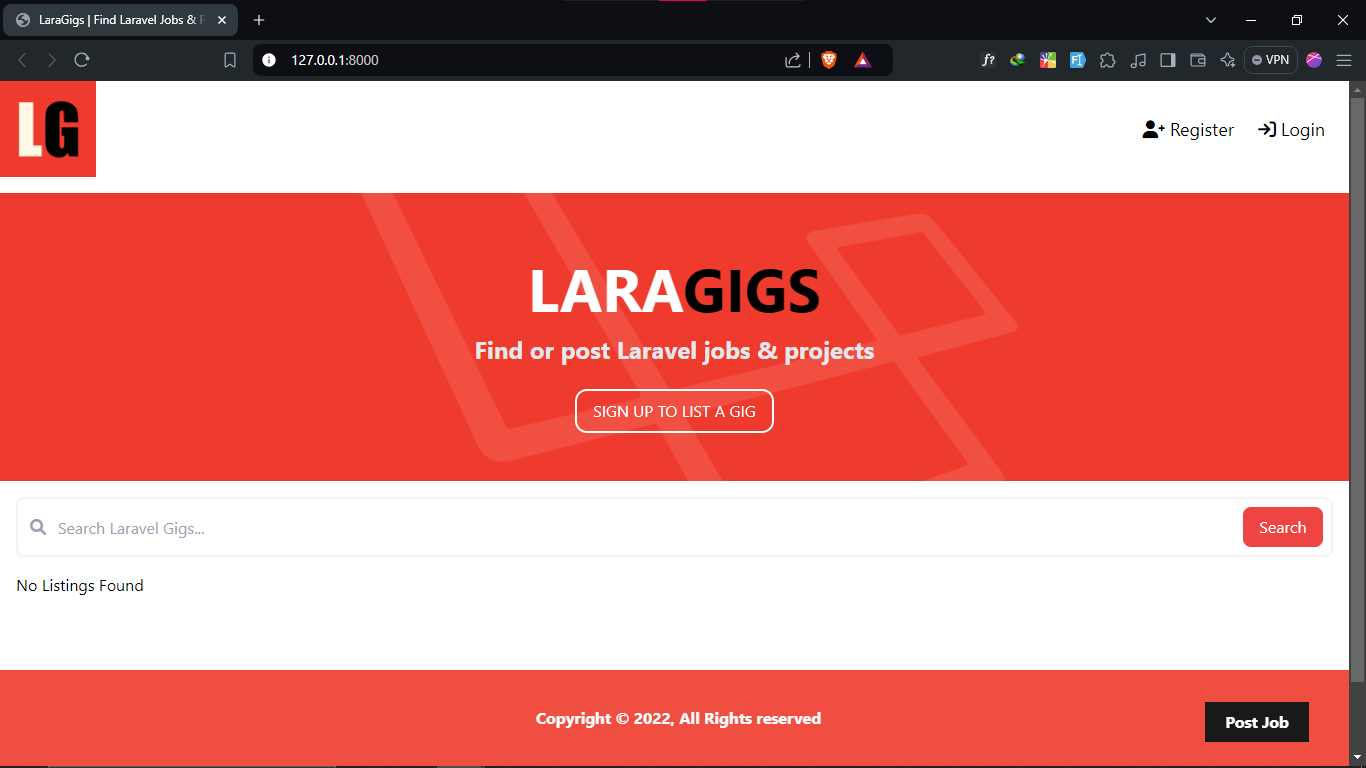 LaraGigs | Find Laravel Jobs & P
127.0.0.1:8000
f?
FI
VPN
LG
Register
Login
LARAGIGS
Find or post Laravel jobs & projects
SIGN UP TO LIST A GIG
Search Laravel Gigs...
Search
No Listings Found
Copyright © 2022, All Rights reserved
Post Job